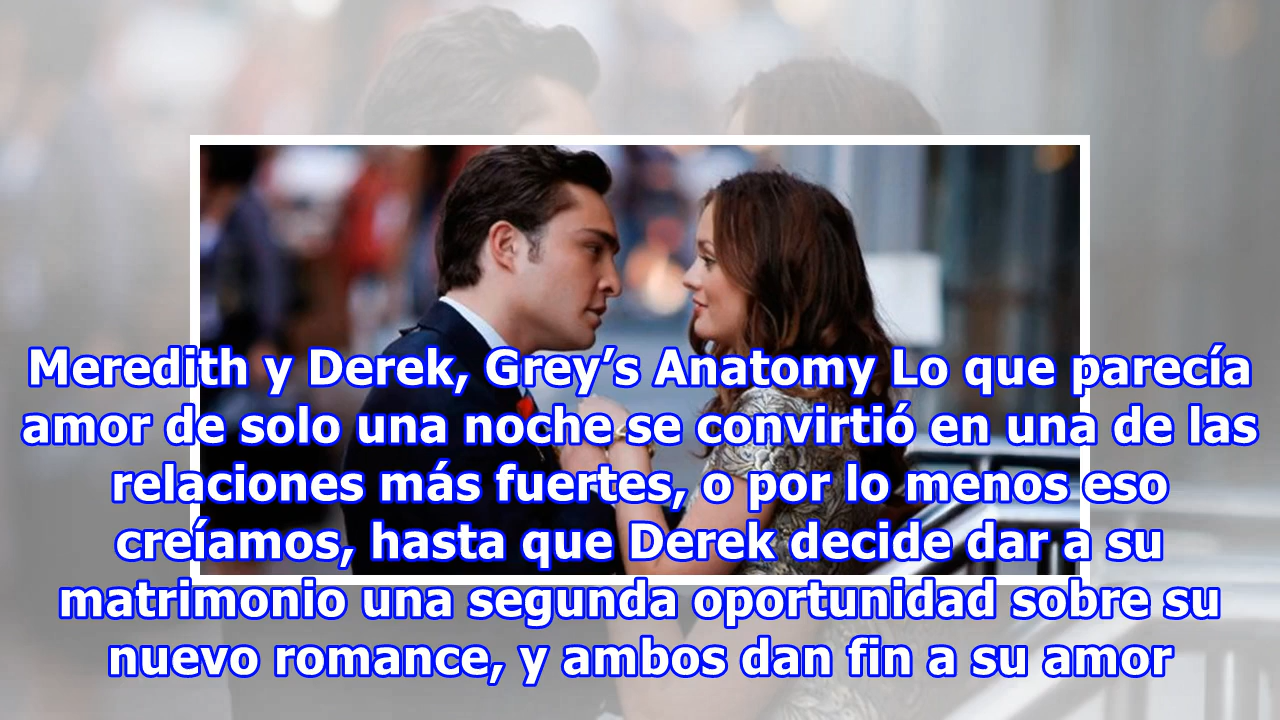 Meredith y Derek, Grey’s Anatomy Lo que parecía
amor de solo una noche se convirtió en una de las
relaciones más fuertes, o por lo menos eso
creíamos, hasta que Derek decide dar a su
matrimonio una segunda oportunidad sobre su
nuevo romance, y ambos dan fin a su amor